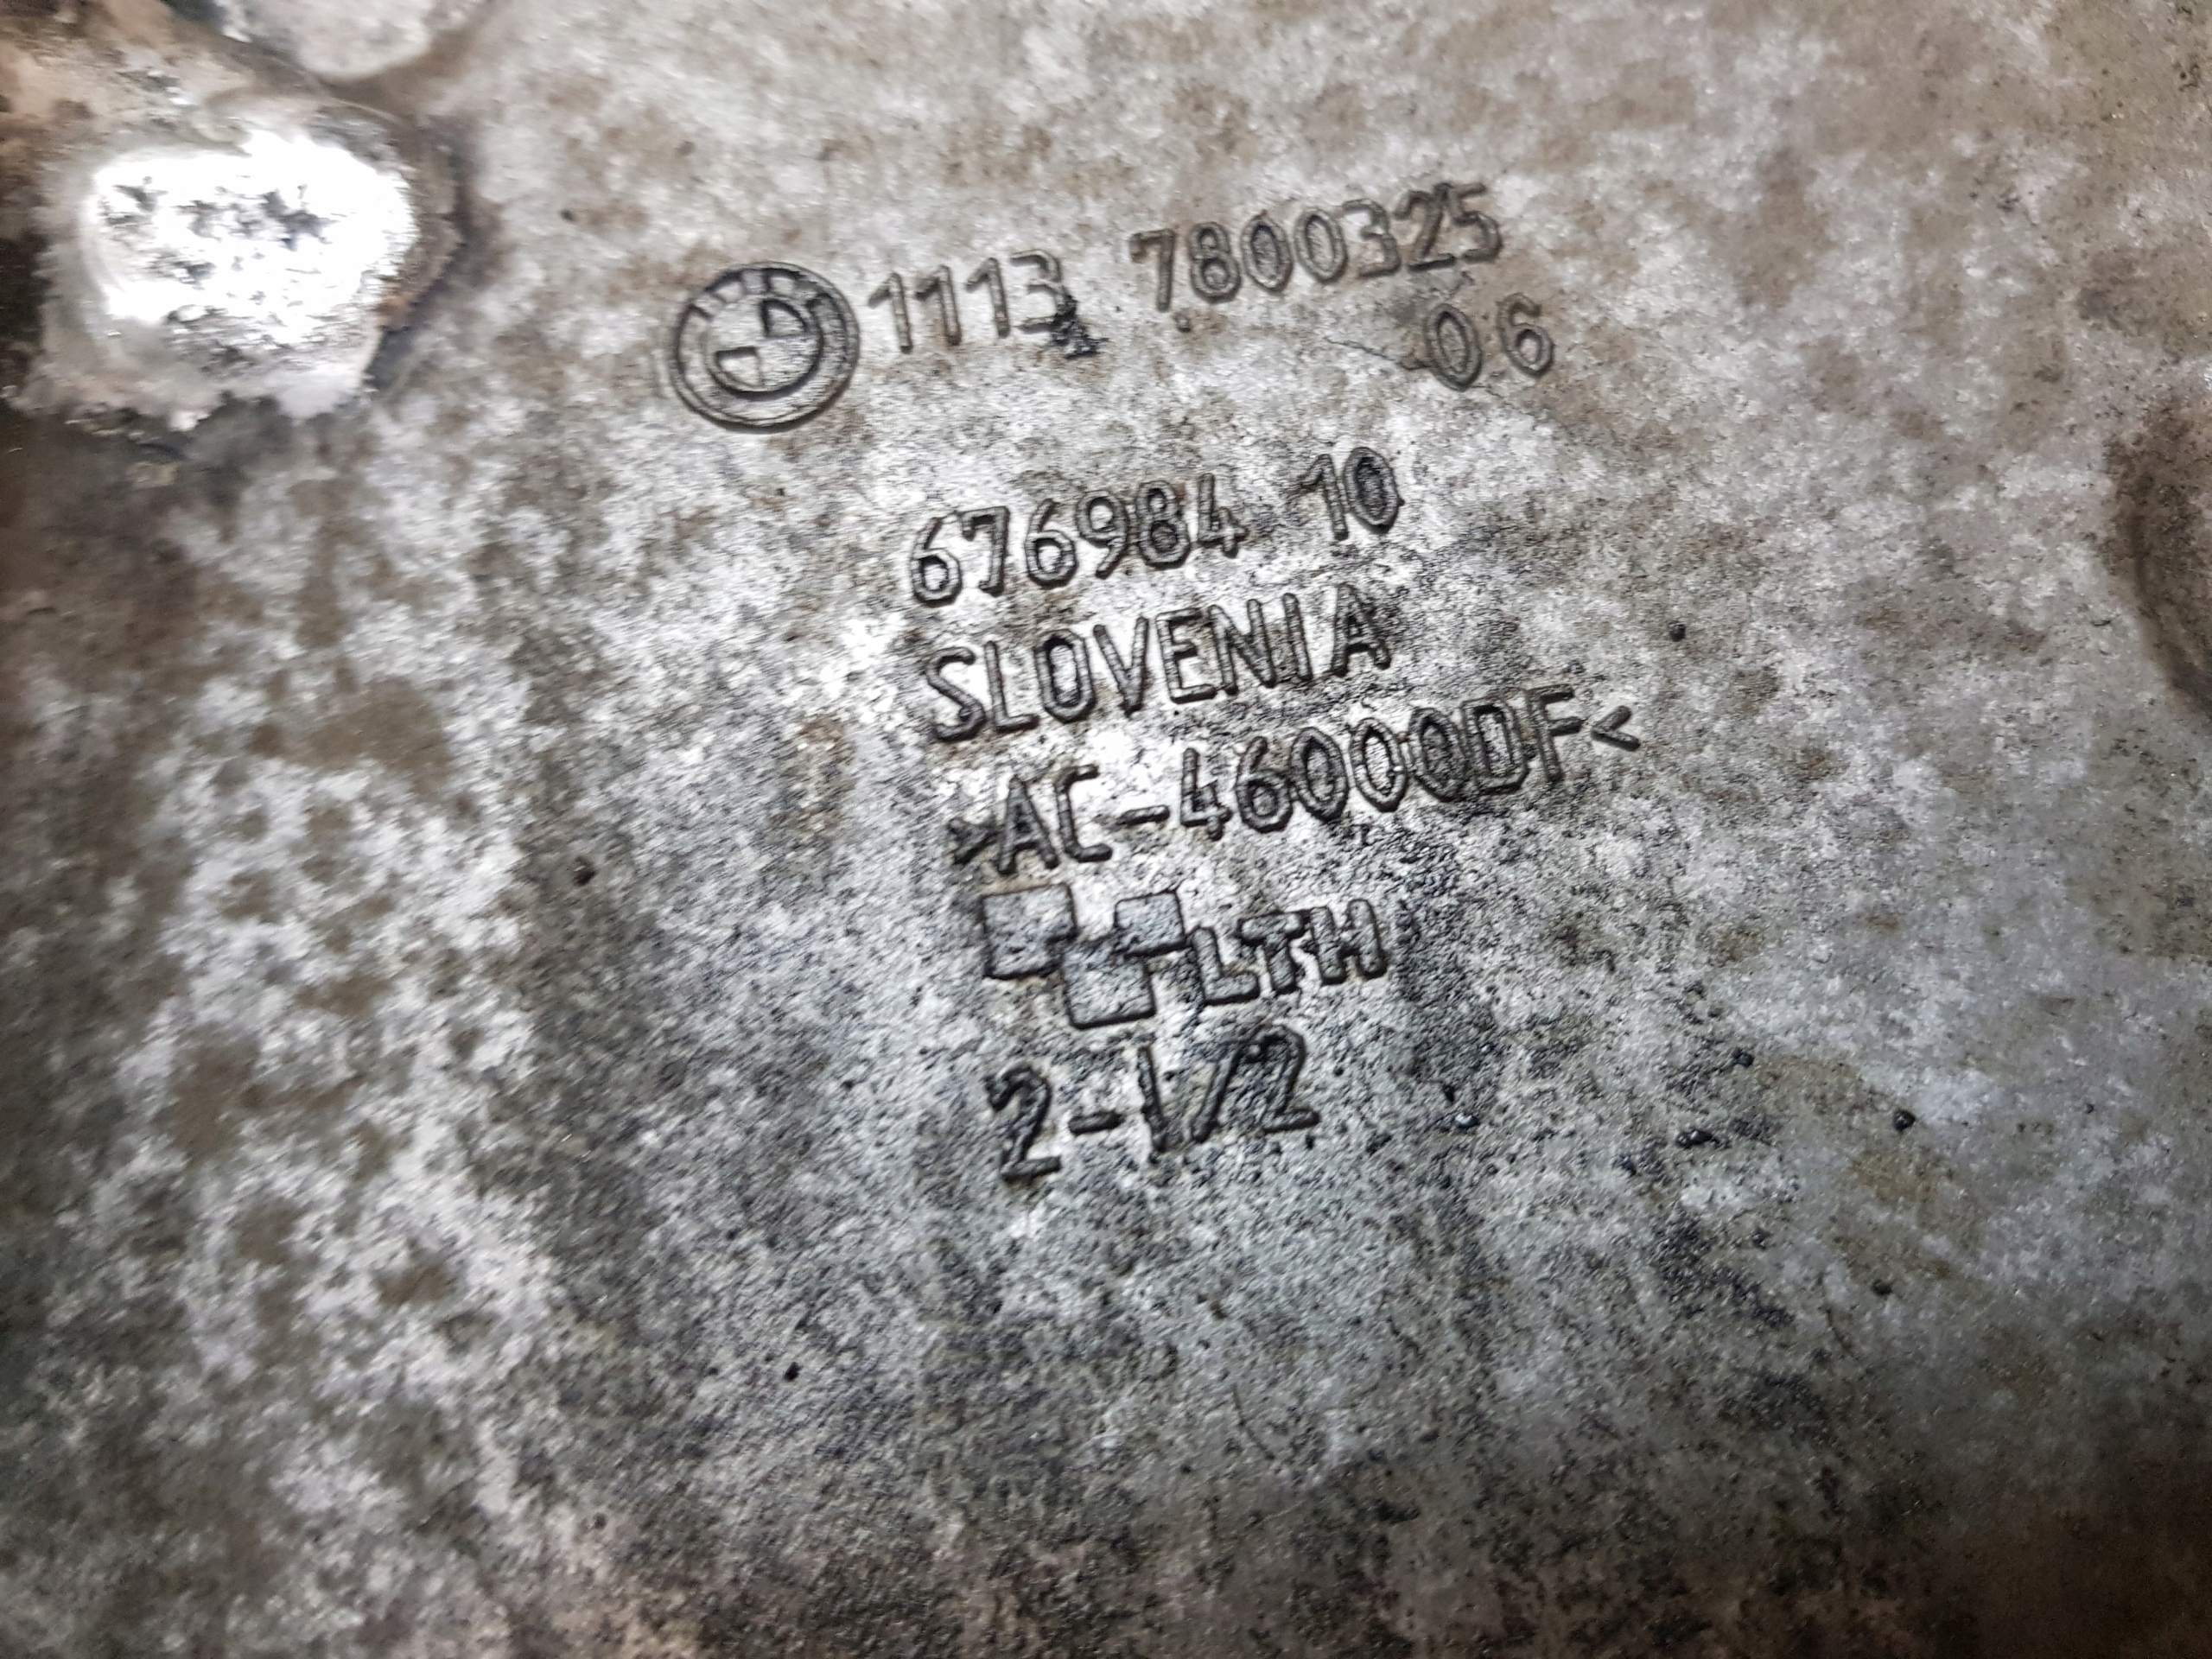 1113 7800325
06
676984 10
SLOVENIA
>AC-46000DF<
LTH
2-1/2